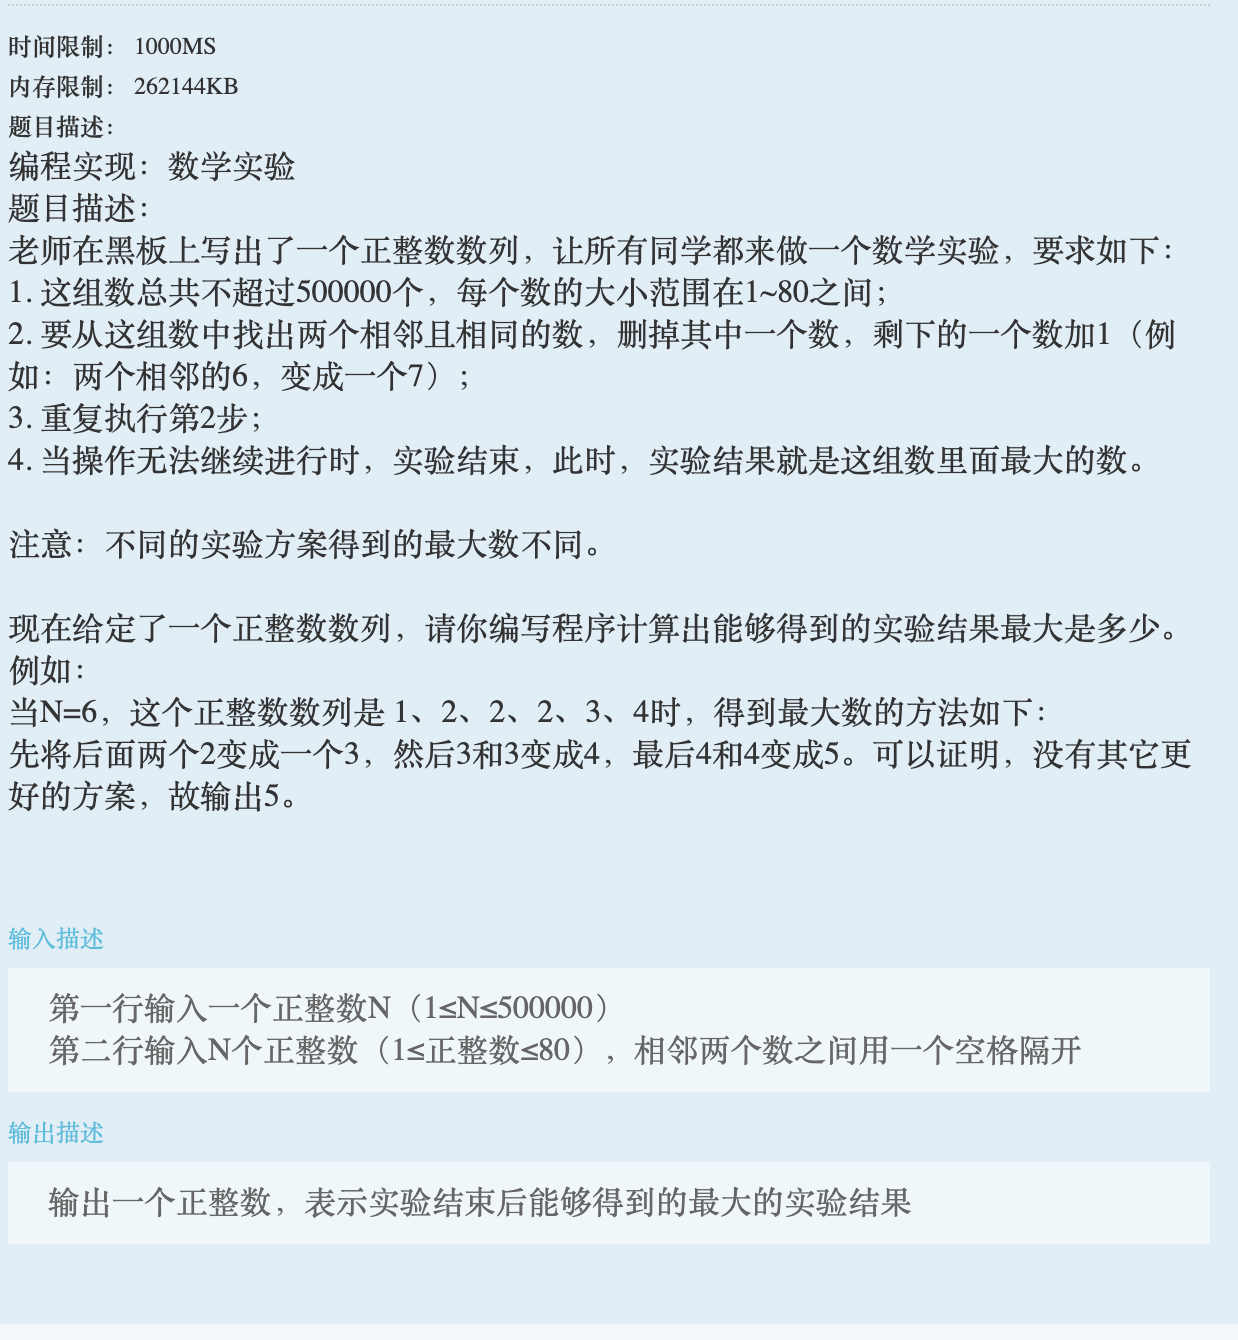 时间限制： 1000MS
内存限制： 262144KB
题目描述：
编程实现：数学实验
题目描述：
老师在黑板上写出了一个正整数数列，让所有同学都来做一个数学实验，要求如下：
1. 这组数总共不超过500000个，每个数的大小范围在1~80之间；
2. 要从这组数中找出两个相邻且相同的数，删掉其中一个数，剩下的一个数加1（例
如：两个相邻的6，变成一个7）；
3. 重复执行第2步；
4. 当操作无法继续进行时，实验结束，此时，实验结果就是这组数里面最大的数。
注意：不同的实验方案得到的最大数不同。
现在给定了一个正整数数列，请你编写程序计算出能够得到的实验结果最大是多少。
例如：
当N=6，这个正整数数列是 1、2、2、2、3、4时，得到最大数的方法如下：
先将后面两个2变成一个3，然后3和3变成4，最后4和4变成5。可以证明，没有其它更
好的方案，故输出5。
输入描述
第一行输入一个正整数N（1≤N≤500000）
第二行输入N个正整数（1≤正整数≤80），相邻两个数之间用一个空格隔开
输出描述
输出一个正整数，表示实验结束后能够得到的最大的实验结果